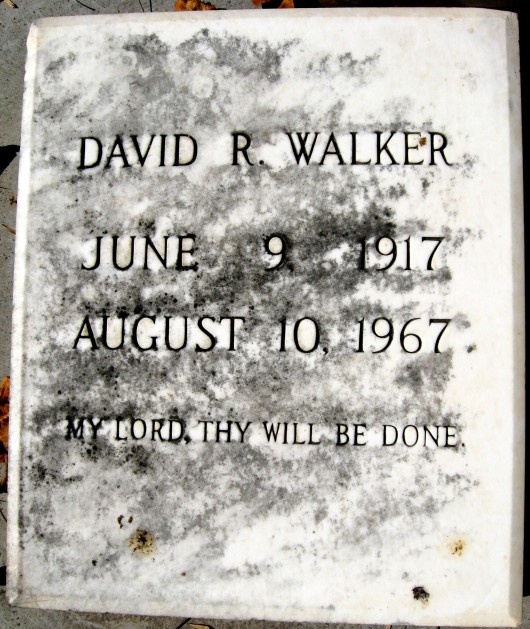 DAVID R. WALKER
JUNE 9, 1917
AUGUST 10, 1967
MY LORD, THY WILL BE DONE.